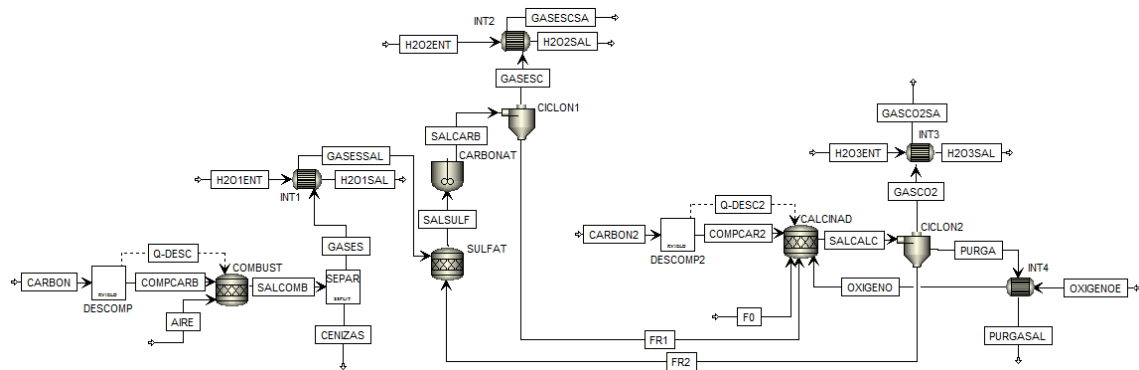 GASESCSA
INT2
H2O2ENT
H2O2SAL
GASESC
CICLON1
SALCARB
GASCO2SA
INT3
GASESSAL
CARBONAT
H2O3ENT
H2O3SAL
H2O1ENT
H2O1SAL
INT1
GASCO2
Q-DESC2
CALCINAD
SALSULF
CICLON2
CARBON2
COMPCAR2
SALCALC
GASES
SULFAT
PURGA
DESCOMP2
Q-DESC
COMBUST
INT4
SEPAR
CARBON
COMPCARB
SALCOMB
OXIGENO
OXIGENOE
SSPLIT
DESCOMP
AIRE
F0
CENIZAS
FR1
PURGASAL
FR2